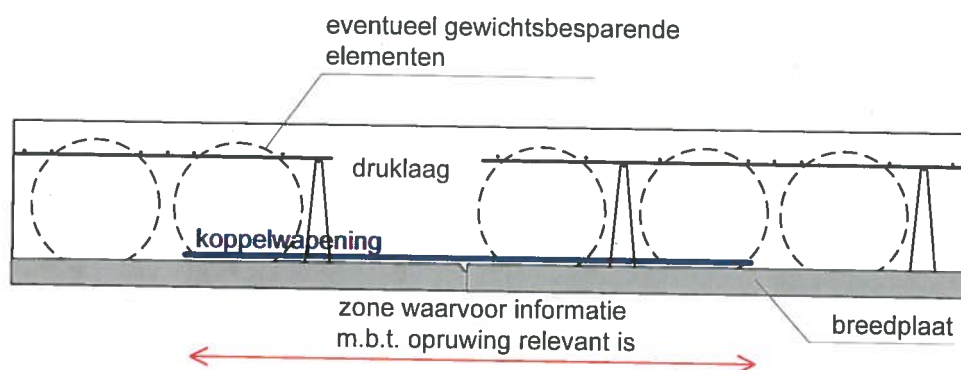 eventueel gewichtsbesparende
elementen
druklaag
koppelwapening
zone waarvoor informatie
m.b.t. opruwing relevant is
breedplaat